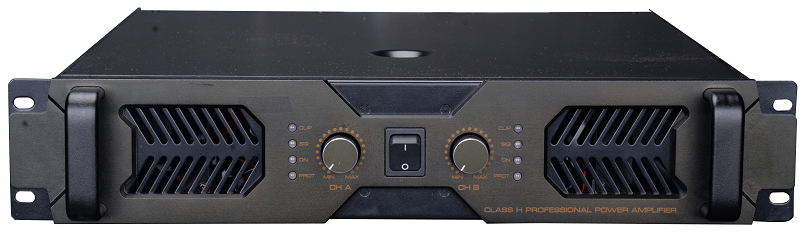 CLIP
SIG
ON
PROT
MIN MAX
CH A
I
O
MIN MAX
CH B
CLIP
SIG
ON
PROT
CLASS H PROFESSIONAL POWER AMPLIFIER